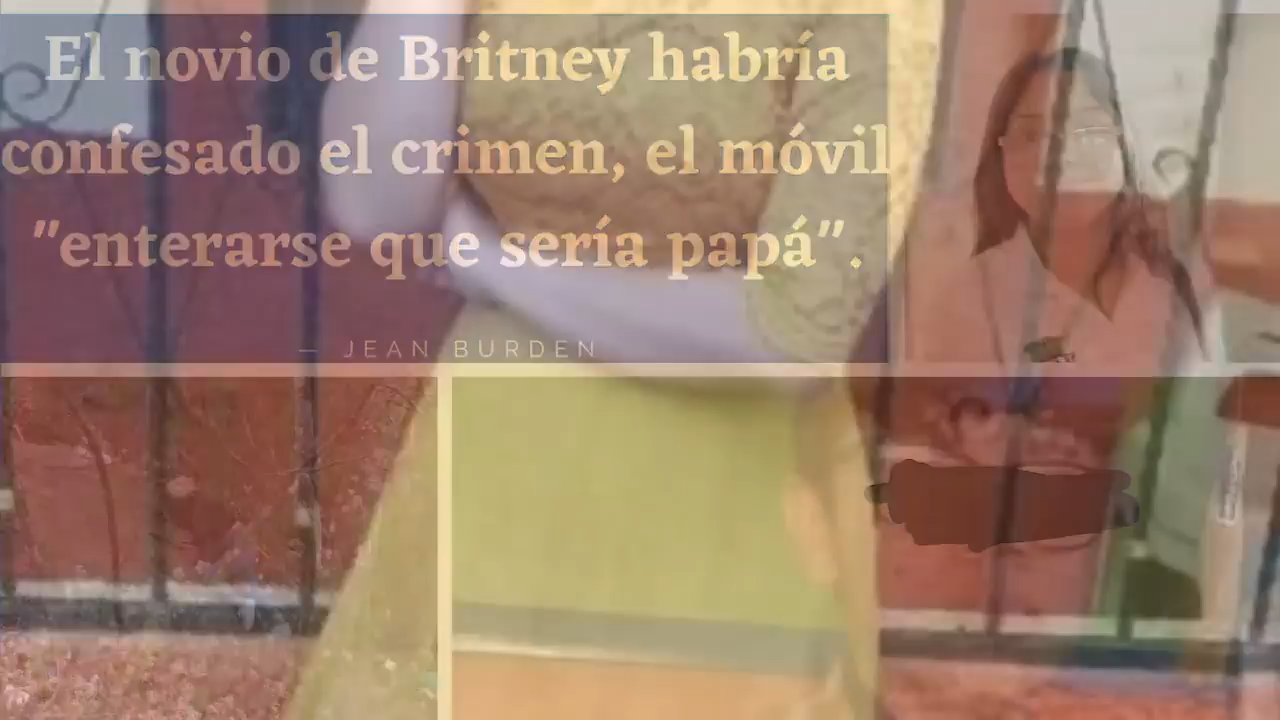 El novio de Britney habría
confesado el crimen, el móvil
"enterarse que sería papá".
— JEAN BURDEN